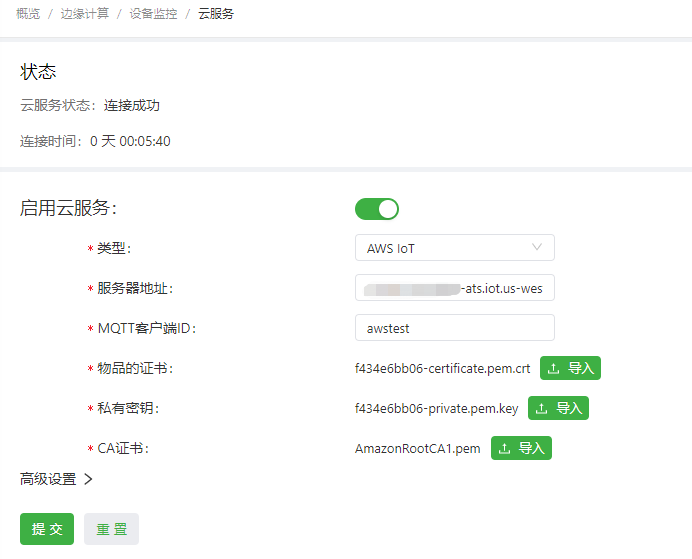 概览 / 边缘计算 / 设备监控 / 云服务
状态
云服务状态: 连接成功
连接时间: 0 天 00:05:40
启用云服务:
* 类型: AWS IoT
* 服务器地址: -ats.iot.us-wes
* MQTT客户端ID: awstest
* 物品的证书: f434e6bb06-certificate.pem.crt 导入
* 私有密钥: f434e6bb06-private.pem.key 导入
* CA证书: AmazonRootCA1.pem 导入
高级设置
提交 重置